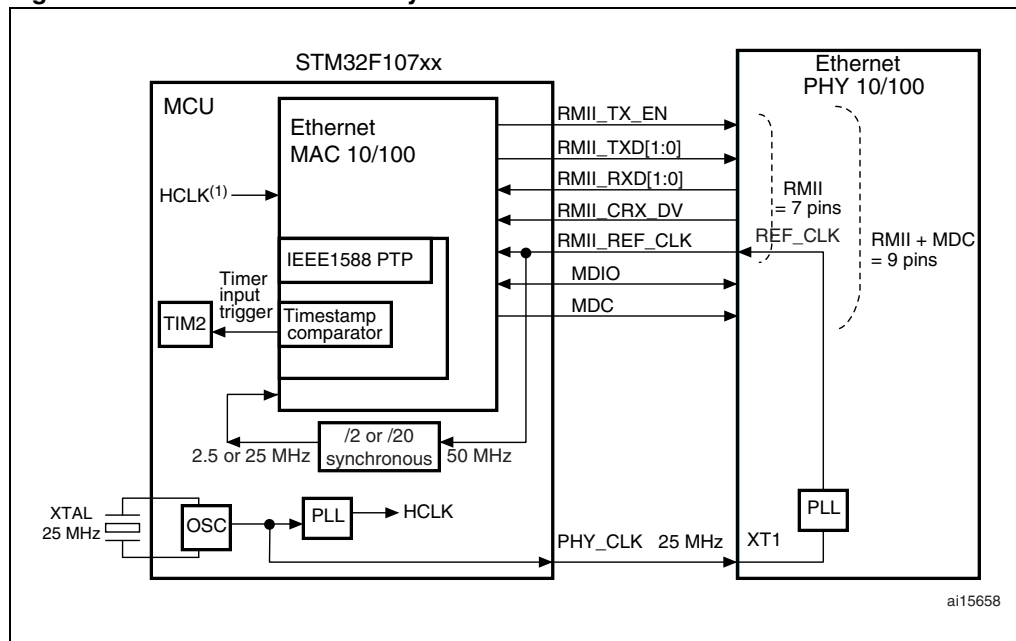 STM32F107xx
MCU
Ethernet
MAC 10/100
HCLK(1)
IEEE1588 PTP
Timer
input
trigger
TIM2
Timestamp
comparator
/2 or /20
synchronous
2.5 or 25 MHz
50 MHz
XTAL
25 MHz
OSC
PLL
HCLK
RMII_TX_EN
RMII_TXD[1:0]
RMII_RXD[1:0]
RMII_CRX_DV
RMII_REF_CLK
MDIO
MDC
PHY_CLK 25 MHz
Ethernet
PHY 10/100
RMII
= 7 pins
REF_CLK
RMII + MDC
= 9 pins
PLL
XT1
ai15658